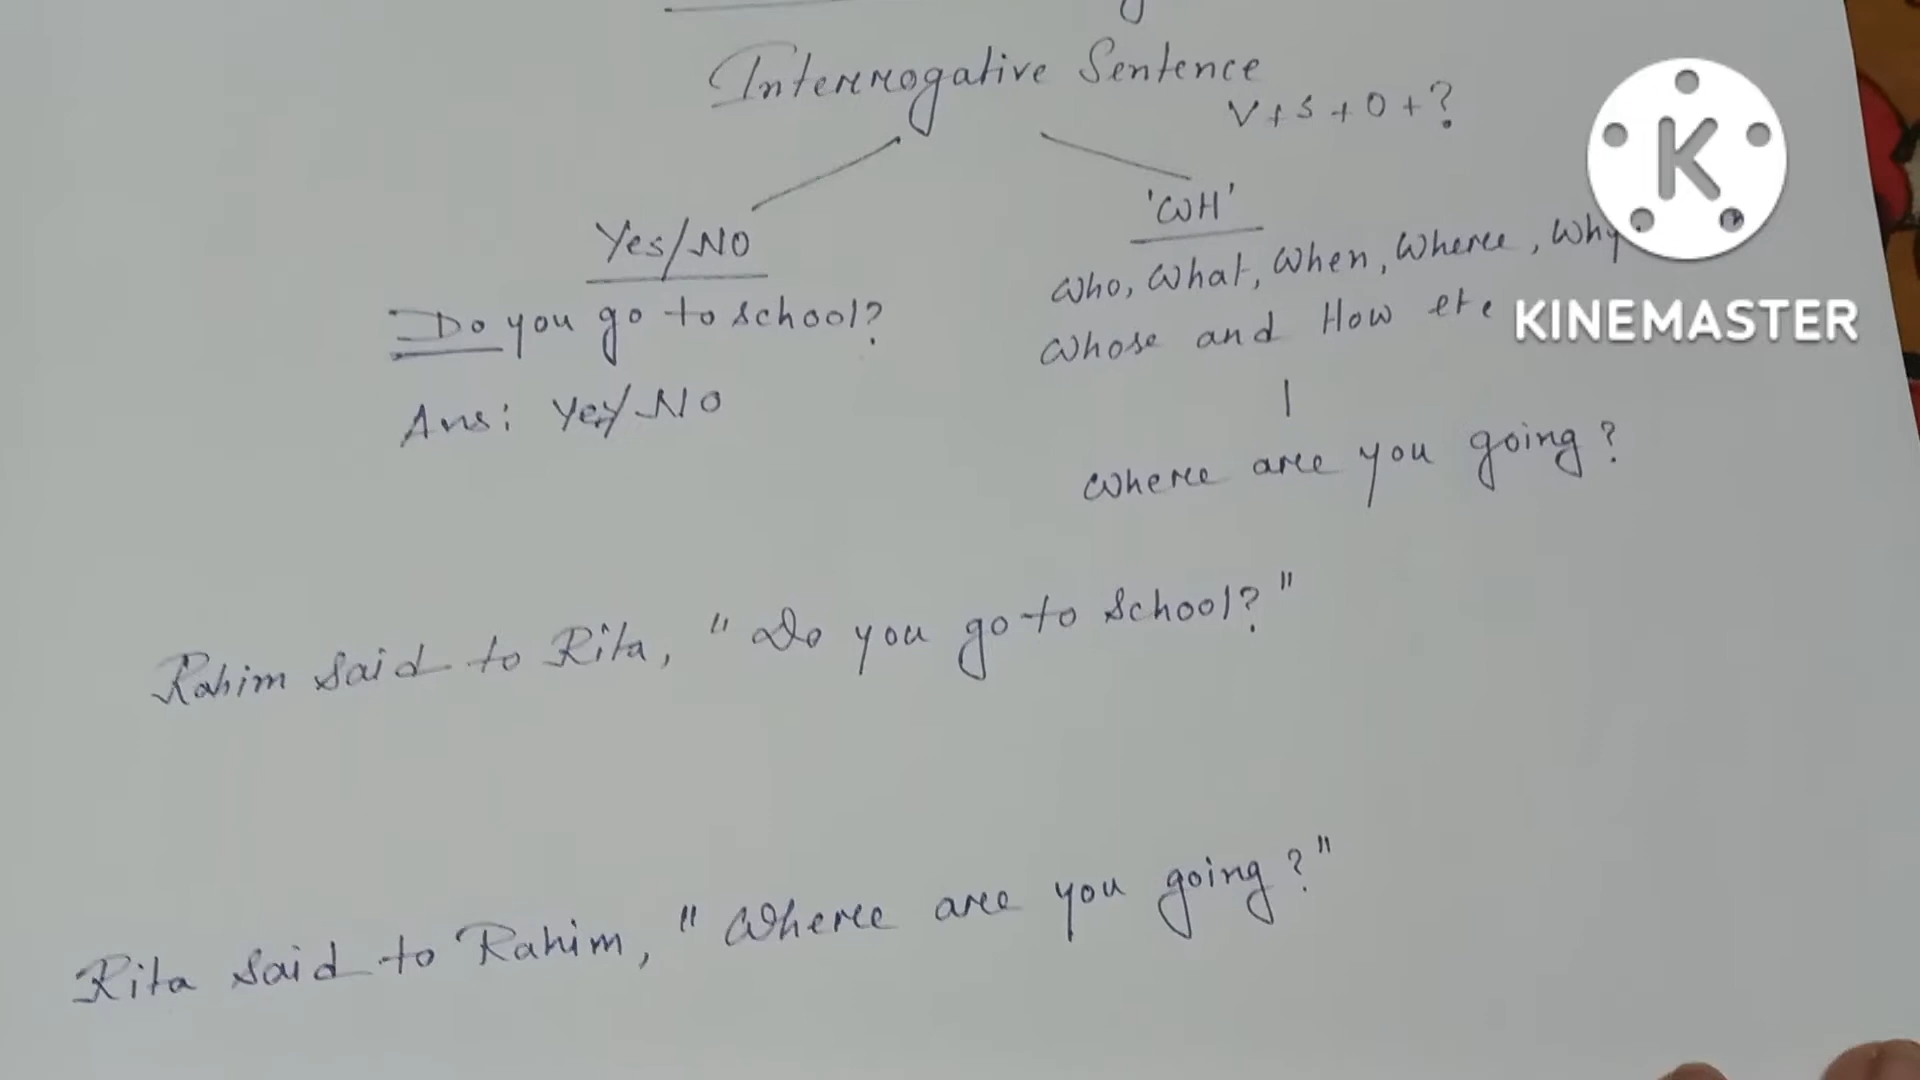 Interrogative Sentence
V+S+O+?
Yes/NO
Do you go to school?
Ans: Yes/No
'WH'
Who, What, When, Where, Why
Whose and How etc
Where are you going?
Rahim said to Rita, "Do you go to school?"
Rita said to Rahim, "Where are you going?"
K
KINEMASTER